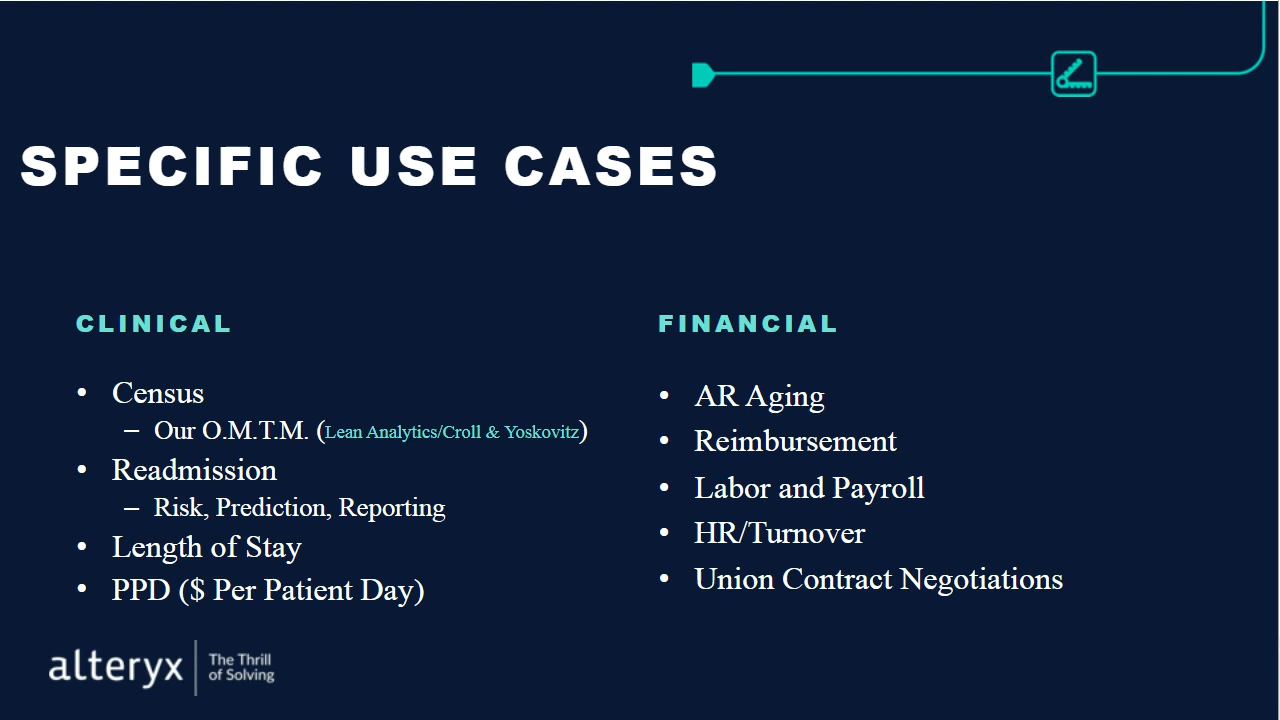 SPECIFIC USE CASES
CLINICAL
• Census
– Our O.M.T.M. (Lean Analytics/Croll & Yoskovitz)
• Readmission
– Risk, Prediction, Reporting
• Length of Stay
• PPD ($ Per Patient Day)
FINANCIAL
• AR Aging
• Reimbursement
• Labor and Payroll
• HR/Turnover
• Union Contract Negotiations
alteryx
The Thrill
of Solving